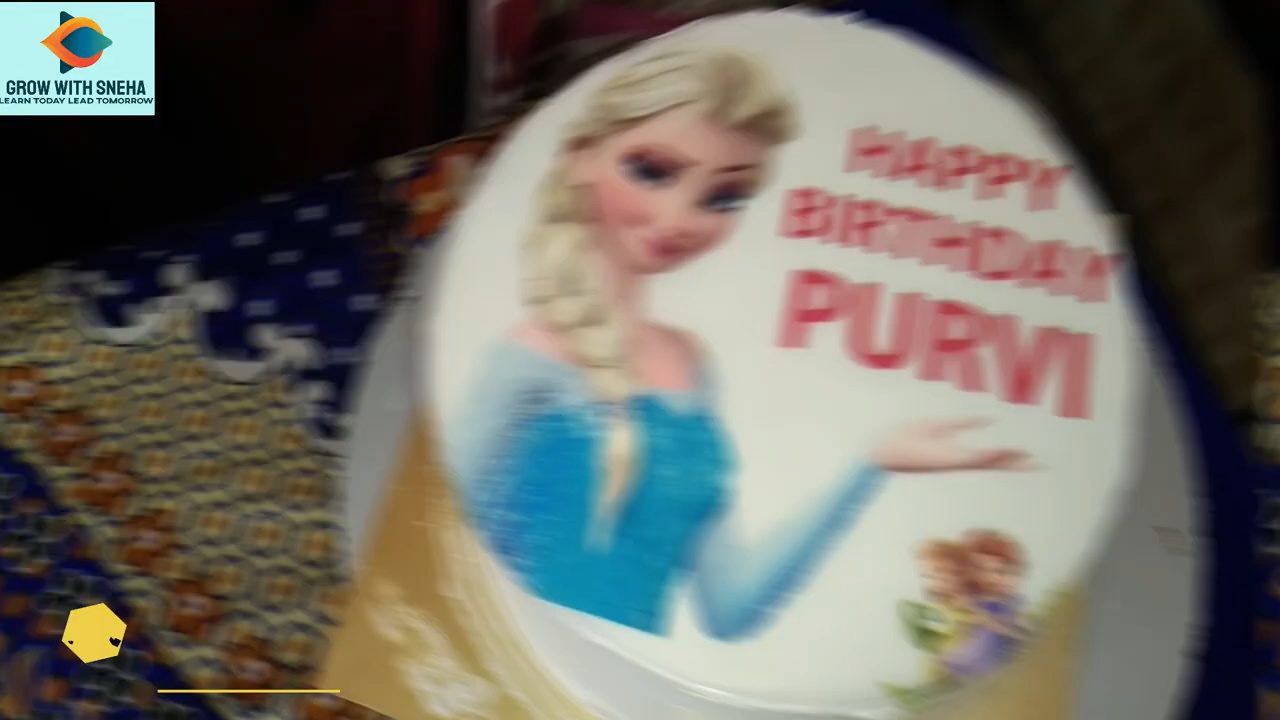 GROW WITH SNEHA
LEARN TODAY LEAD TOMORROW
HAPPY
BIRTHDAY
PURVI